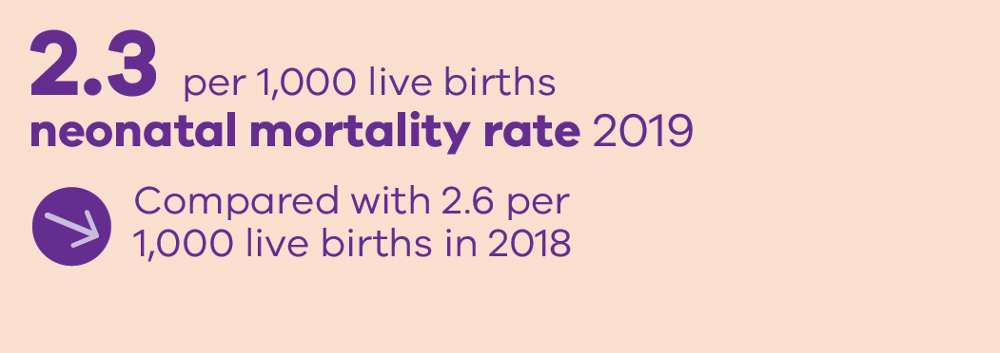 2.3 per 1,000 live births
neonatal mortality rate 2019
Compared with 2.6 per
1,000 live births in 2018